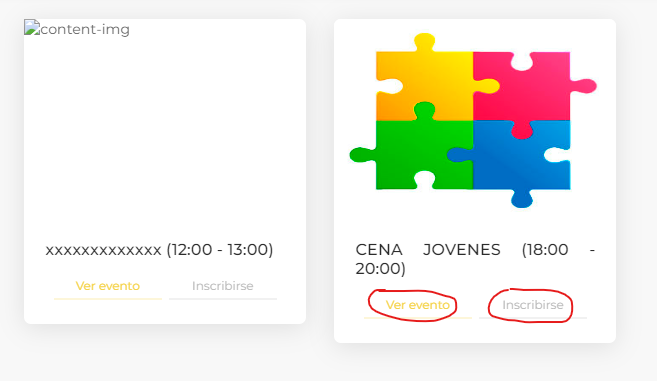 content-img
xxxxxxxxxxxxx (12:00 - 13:00)
Ver evento
Inscribirse
CENA JOVENES (18:00 -
20:00)
Ver evento
Inscribirse